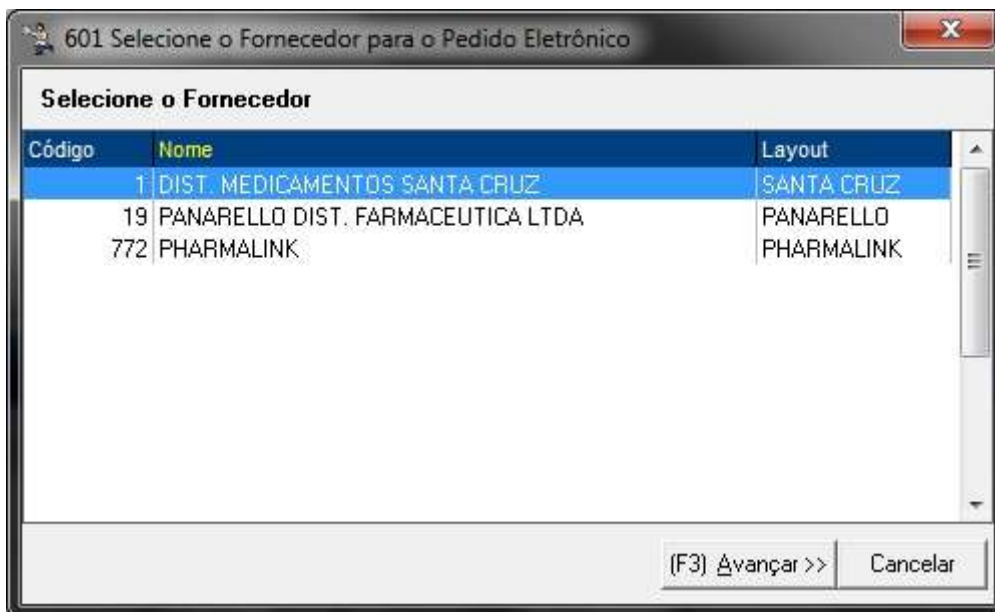 601 Selecione o Fornecedor para o Pedido Eletrônico
Selecione o Fornecedor
Código Nome Layout
1 DIST. MEDICAMENTOS SANTA CRUZ SANTA CRUZ
19 PANARELLO DIST. FARMACEUTICA LTDA PANARELLO
772 PHARMALINK PHARMALINK
(F3) Avançar >> Cancelar